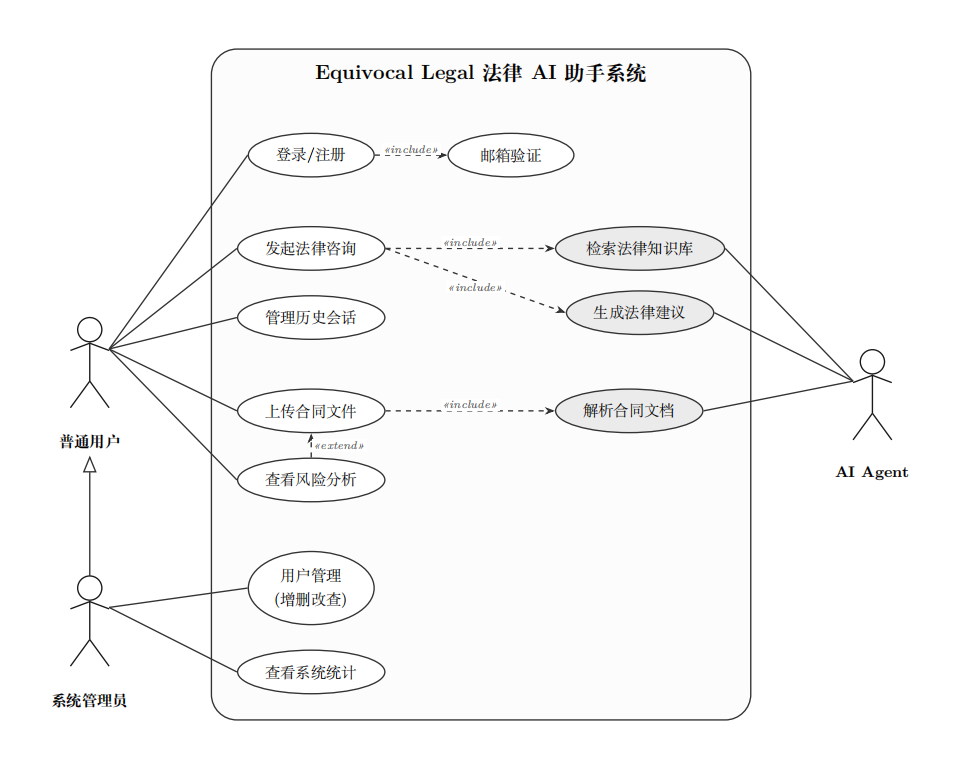 Equivocal Legal 法律 AI 助手系统
登录/注册
«include»
邮箱验证
发起法律咨询
«include»
检索法律知识库
«include»
生成法律建议
管理历史会话
上传合同文件
«include»
解析合同文档
«extend»
查看风险分析
普通用户
AI Agent
用户管理
(增删改查)
查看系统统计
系统管理员